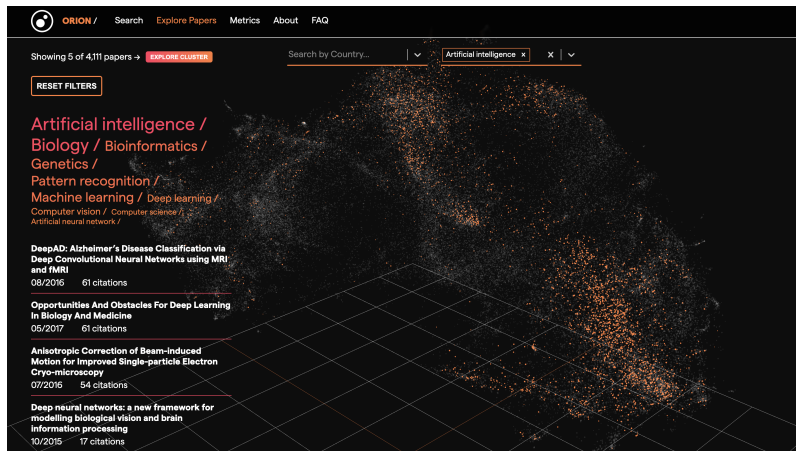 ORION / Search Explore Papers Metrics About FAQ
Showing 5 of 4,111 papers → EXPLORE CLUSTER
Search by Country...
Artificial intelligence × ×
RESET FILTERS
Artificial intelligence /
Biology / Bioinformatics /
Genetics /
Pattern recognition /
Machine learning / Deep learning /
Computer vision / Computer science /
Artificial neural network /
DeepAD: Alzheimer's Disease Classification via
Deep Convolutional Neural Networks using MRI
and fMRI
08/2016 61 citations
Opportunities And Obstacles For Deep Learning
In Biology And Medicine
05/2017 61 citations
Anisotropic Correction of Beam-induced
Motion for Improved Single-particle Electron
Cryo-microscopy
07/2016 54 citations
Deep neural networks: a new framework for
modelling biological vision and brain
information processing
10/2015 17 citations